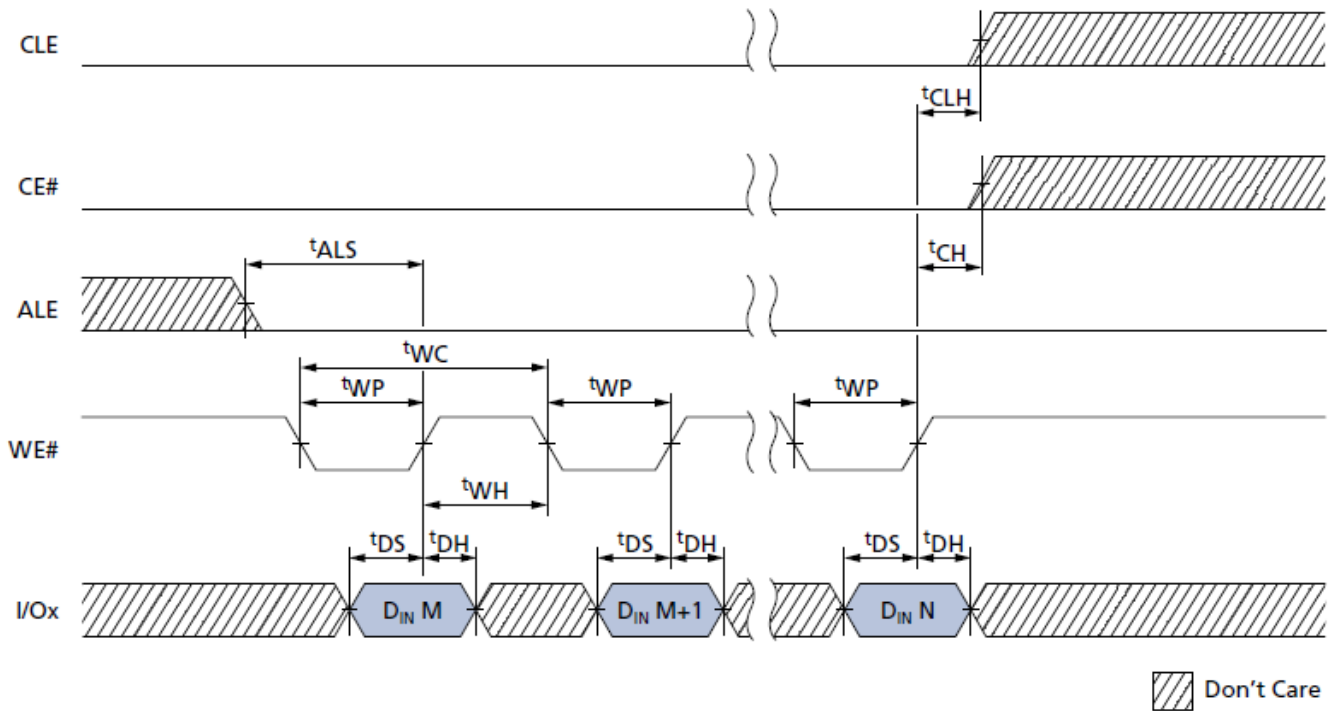 CLE
tCLH
CE#
tCH
tALS
ALE
tWC
tWP tWP tWP
WE#
tWH
tDS tDH tDS tDH tDS tDH
I/Ox DIN M DIN M+1 DIN N
Don't Care